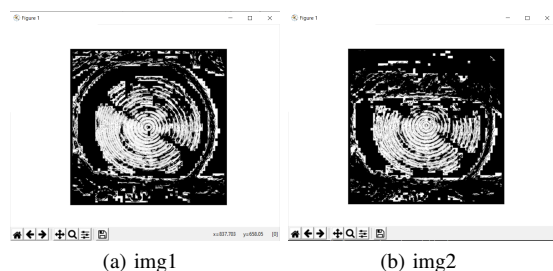 Figure 1
Figure 1
x=837.703 y=658.05 [0]
(a) img1
(b) img2